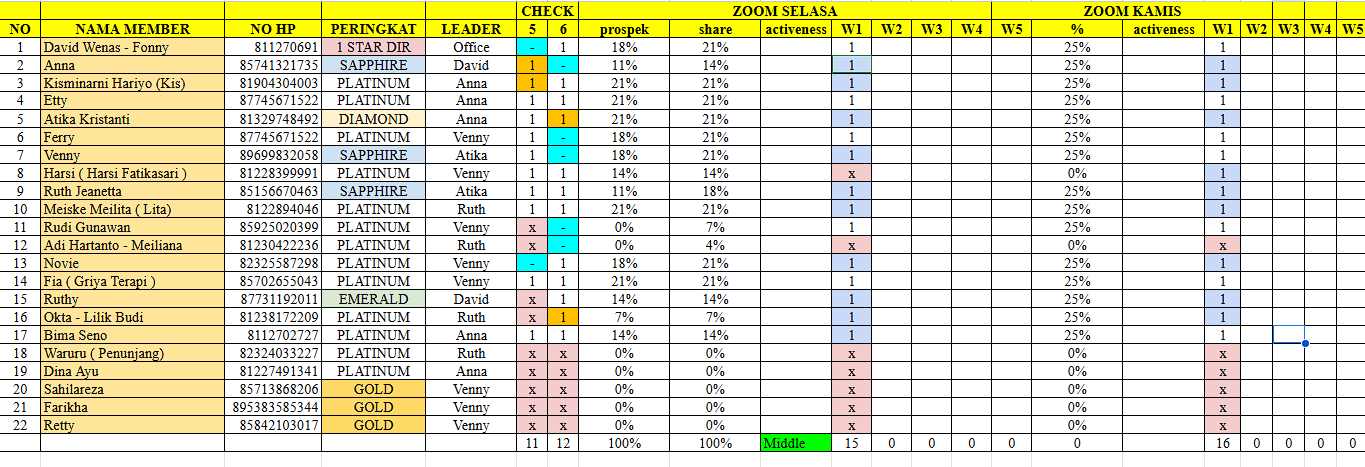 CHECK ZOOM SELASA ZOOM KAMIS
NO NAMA MEMBER NO HP PERINGKAT LEADER 5 6 prospek share activeness W1 W2 W3 W4 W5 % activeness W1 W2 W3 W4 W5
1 David Wenas - Fonny 811270691 1 STAR DIR Office - 1 18% 21% 1 25% 1
2 Anna 85741321735 SAPPHIRE David 1 - 11% 14% 1 25% 1
3 Kisminarni Hariyo (Kis) 81904304003 PLATINUM Anna 1 1 21% 21% 1 25% 1
4 Etty 87745671522 PLATINUM Anna 1 1 21% 21% 1 25% 1
5 Atika Kristanti 81329748492 DIAMOND Anna 1 1 21% 21% 1 25% 1
6 Ferry 87745671522 PLATINUM Venny 1 - 18% 21% 1 25% 1
7 Venny 89699832058 SAPPHIRE Atika 1 - 18% 21% 1 25% 1
8 Harsi ( Harsi Fatikasari ) 81228399991 PLATINUM Venny 1 1 14% 14% x 0% 1
9 Ruth Jeanetta 85156670463 SAPPHIRE Atika 1 1 11% 18% 1 25% 1
10 Meiske Meilita ( Lita) 8122894046 PLATINUM Ruth 1 1 21% 21% 1 25% 1
11 Rudi Gunawan 85925020399 PLATINUM Venny x - 0% 7% 1 25% 1
12 Adi Hartanto - Meiliana 81230422236 PLATINUM Ruth x - 0% 4% x 0% x
13 Novie 82325587298 PLATINUM Venny - 1 18% 21% 1 25% 1
14 Fia ( Griya Terapi ) 85702655043 PLATINUM Venny 1 1 21% 21% 1 25% 1
15 Ruthy 87731192011 EMERALD David x 1 14% 14% 1 25% 1
16 Okta - Lilik Budi 81238172209 PLATINUM Ruth x 1 7% 7% 1 25% 1
17 Bima Seno 8112702727 PLATINUM Anna 1 1 14% 14% 1 25% 1
18 Waruru ( Penunjang) 82324033227 PLATINUM Ruth x x 0% 0% x 0% x
19 Dina Ayu 81227491341 PLATINUM Anna x x 0% 0% x 0% x
20 Sahilareza 85713868206 GOLD Venny x x 0% 0% x 0% x
21 Farikha 895383585344 GOLD Venny x x 0% 0% x 0% x
22 Retty 85842103017 GOLD Venny x x 0% 0% x 0% x
11 12 100% 100% Middle 15 0 0 0 0 0 16 0 0 0 0